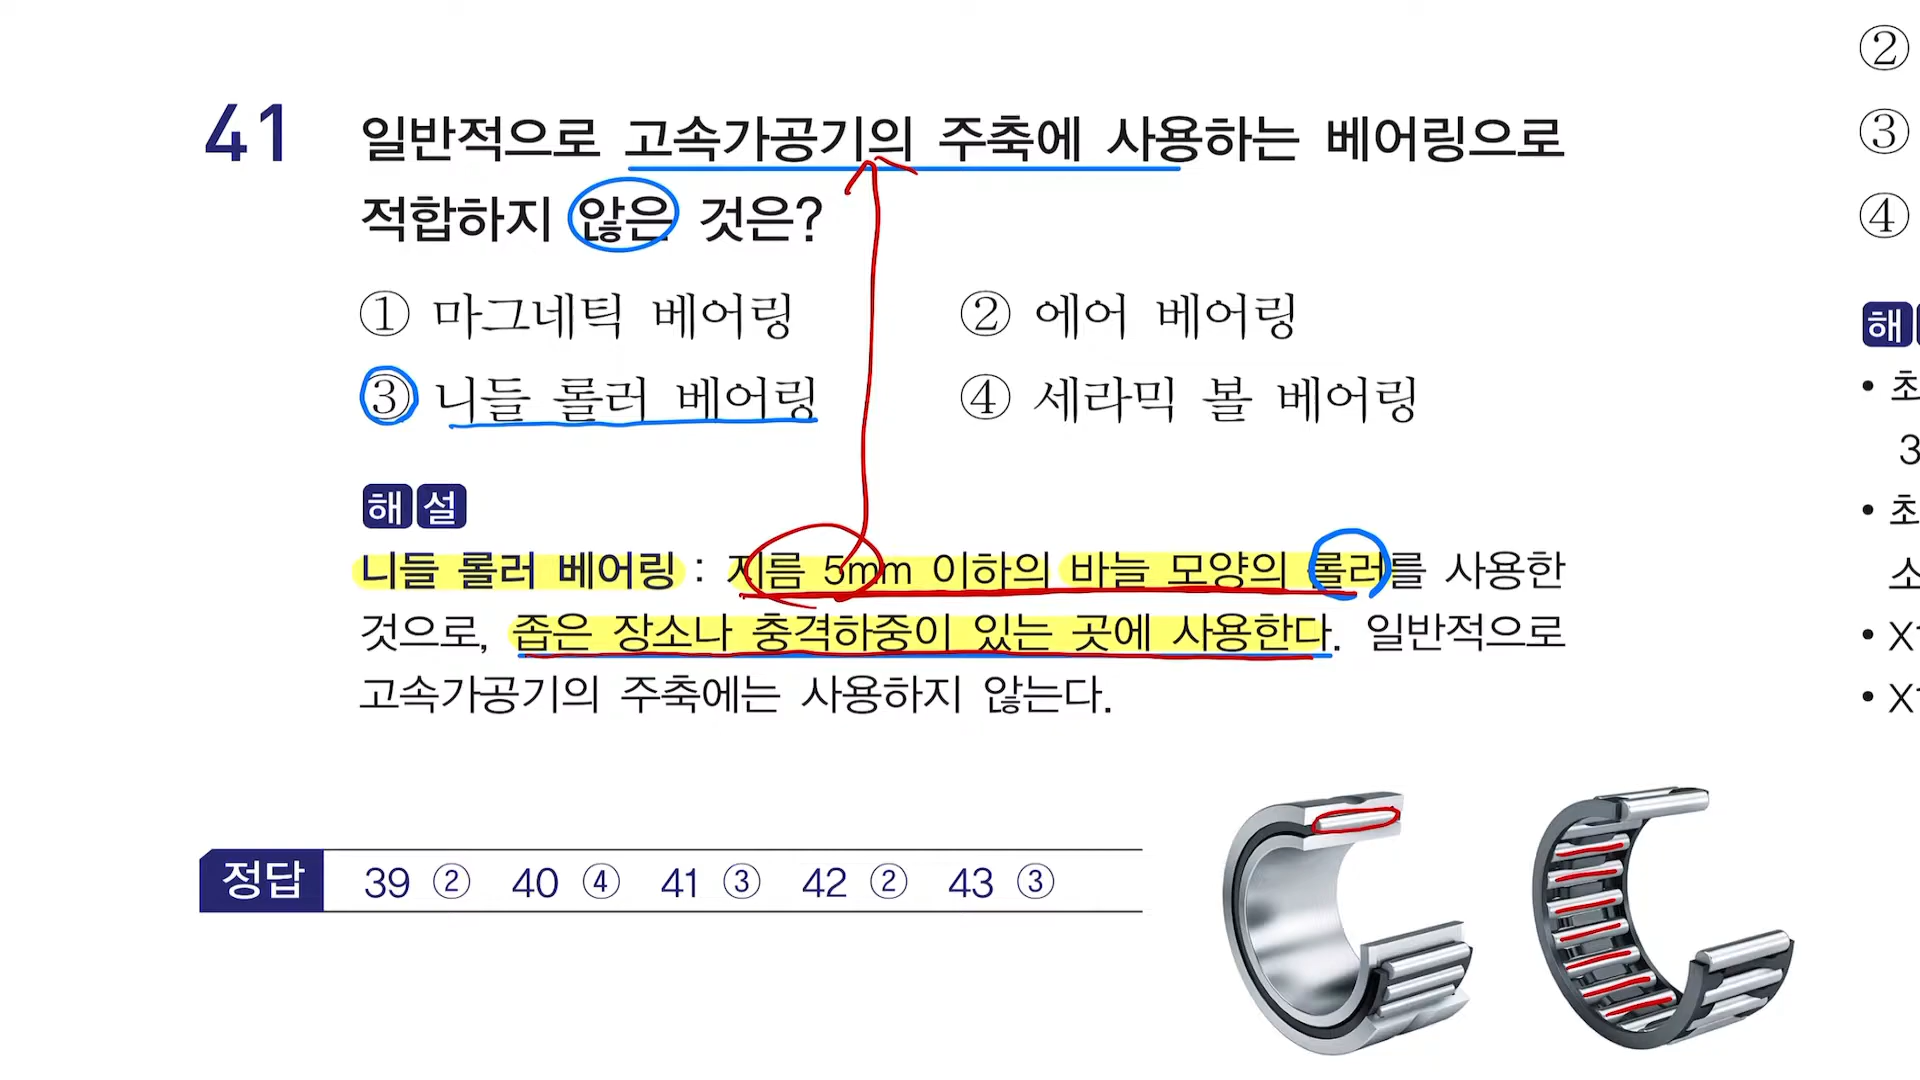 41 일반적으로 고속가공기의 주축에 사용하는 베어링으로
적합하지 않은 것은?
① 마그네틱 베어링 ② 에어 베어링
③ 니들 롤러 베어링 ④ 세라믹 볼 베어링
해설
니들 롤러 베어링 : 지름 5mm 이하의 바늘 모양의 롤러를 사용한
것으로, 좁은 장소나 충격하중이 있는 곳에 사용한다. 일반적으로
고속가공기의 주축에는 사용하지 않는다.
정답 39 ② 40 ④ 41 ③ 42 ② 43 ③
②
③
④
해
• 초
3
• 초
소
• X
• X